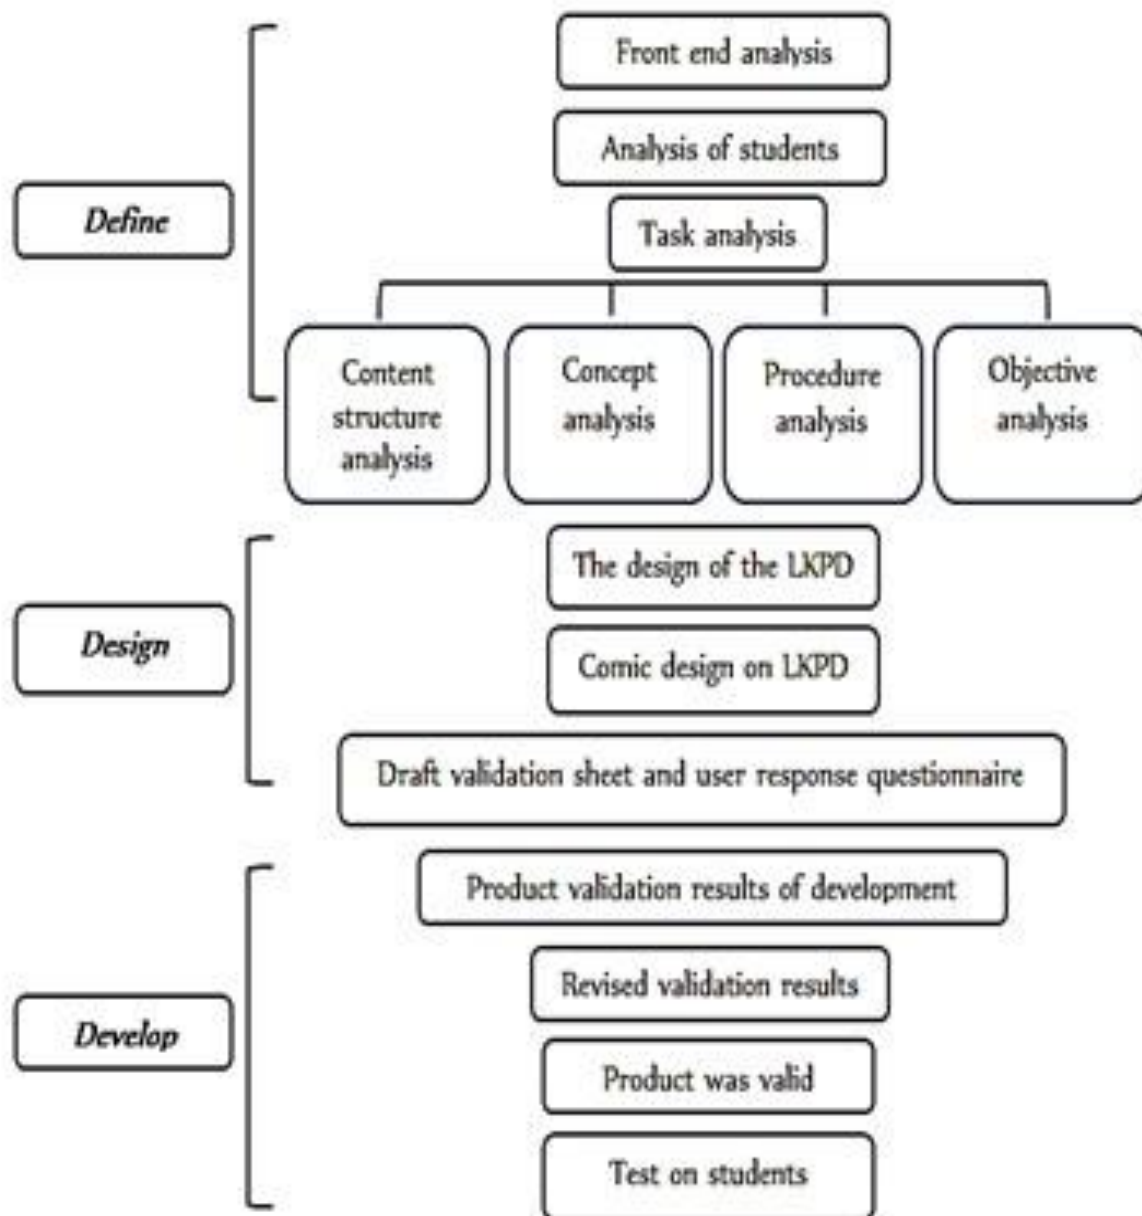 Front end analysis
Analysis of students
Define
Task analysis
Content
structure
analysis
Concept
analysis
Procedure
analysis
Objective
analysis
The design of the LKPD
Design
Comic design on LKPD
Draft validation sheet and user response questionnaire
Product validation results of development
Revised validation results
Develop
Product was valid
Test on students